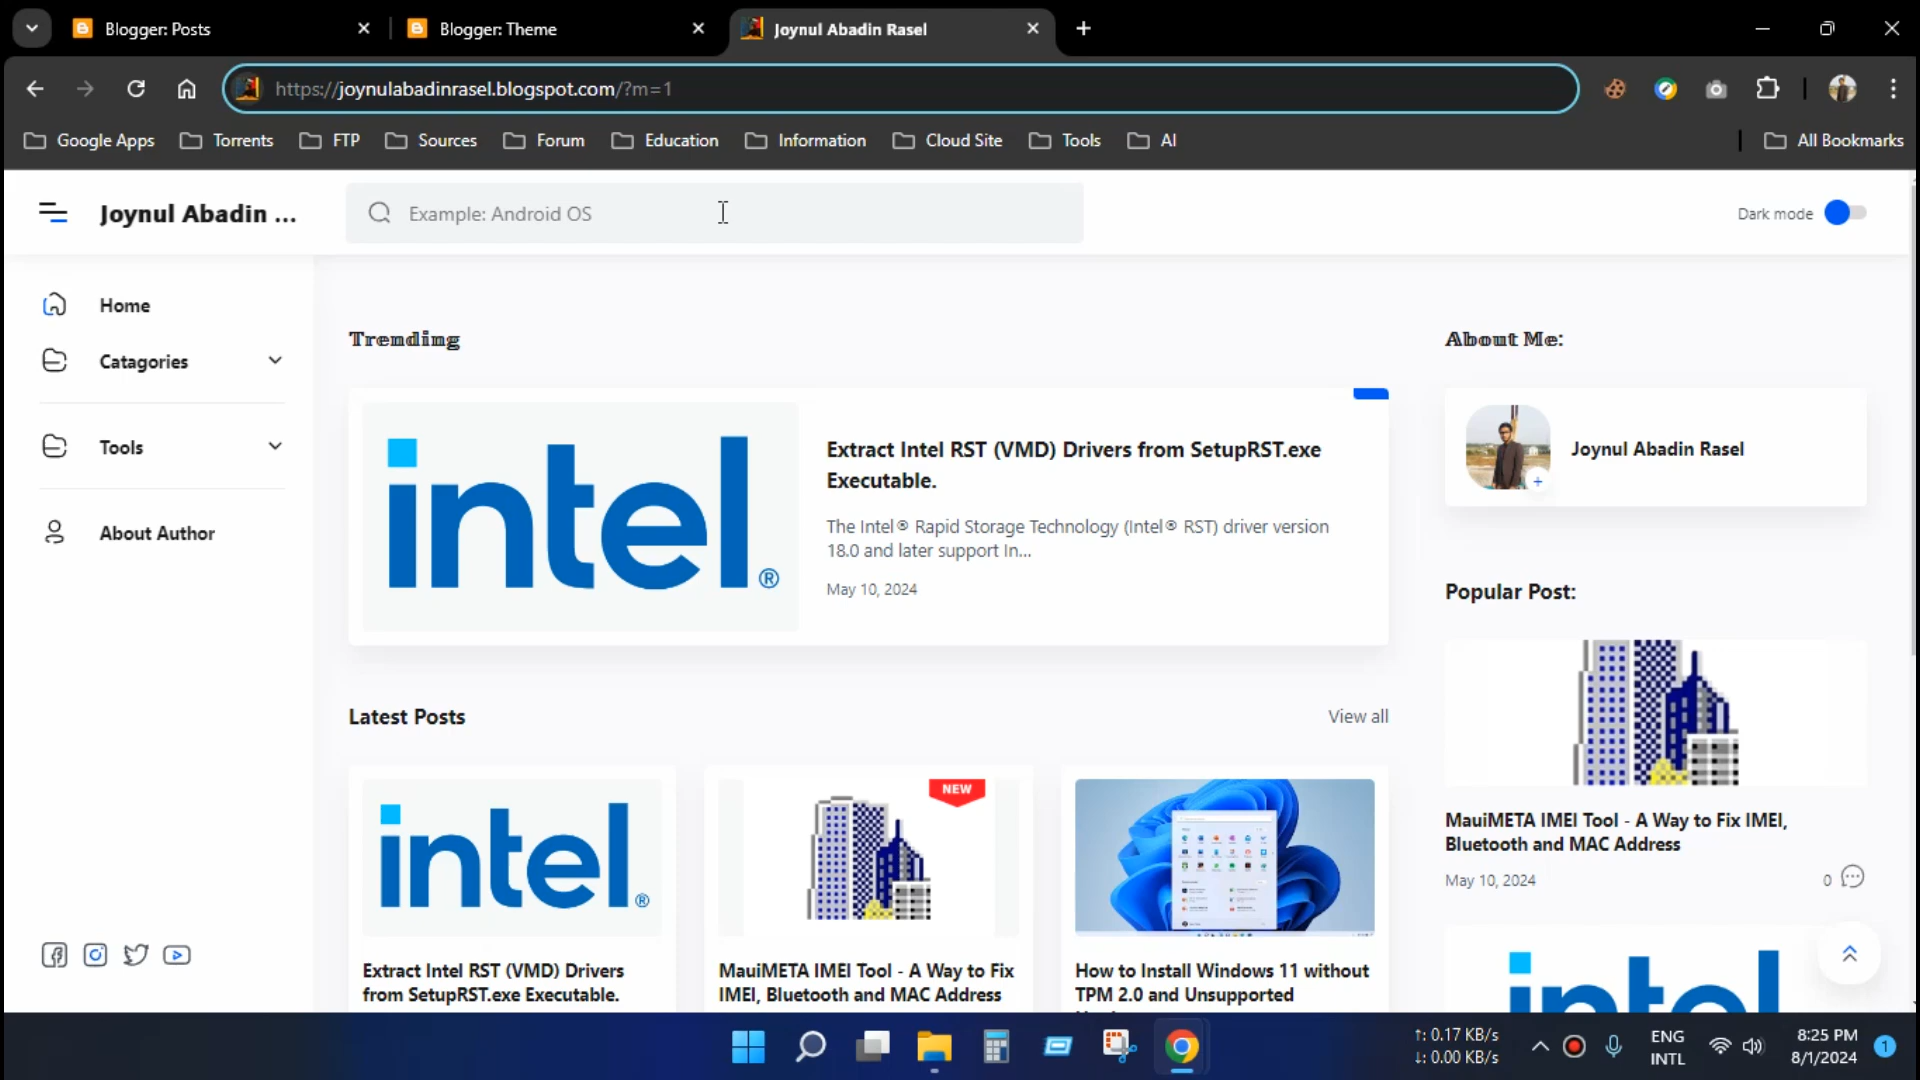 Blogger: Posts
Blogger: Theme
Joynul Abadin Rasel
https://joynulabadinrasel.blogspot.com/?m=1
Google Apps
Torrents
FTP
Sources
Forum
Education
Information
Cloud Site
Tools
AI
All Bookmarks
Joynul Abadin ...
Example: Android OS
Dark mode
Home
Catagories
Tools
About Author
Trending
intel®
Extract Intel RST (VMD) Drivers from SetupRST.exe
Executable.
The Intel® Rapid Storage Technology (Intel® RST) driver version
18.0 and later support In...
May 10, 2024
Latest Posts
View all
intel®
Extract Intel RST (VMD) Drivers
from SetupRST.exe Executable.
NEW
MauiMETA IMEI Tool - A Way to Fix
IMEI, Bluetooth and MAC Address
How to Install Windows 11 without
TPM 2.0 and Unsupported
About Me:
Joynul Abadin Rasel
Popular Post:
MauiMETA IMEI Tool - A Way to Fix IMEI,
Bluetooth and MAC Address
May 10, 2024
0
intel
↑: 0.17 KB/s
↓: 0.00 KB/s
ENG
INTL
8:25 PM
8/1/2024
1